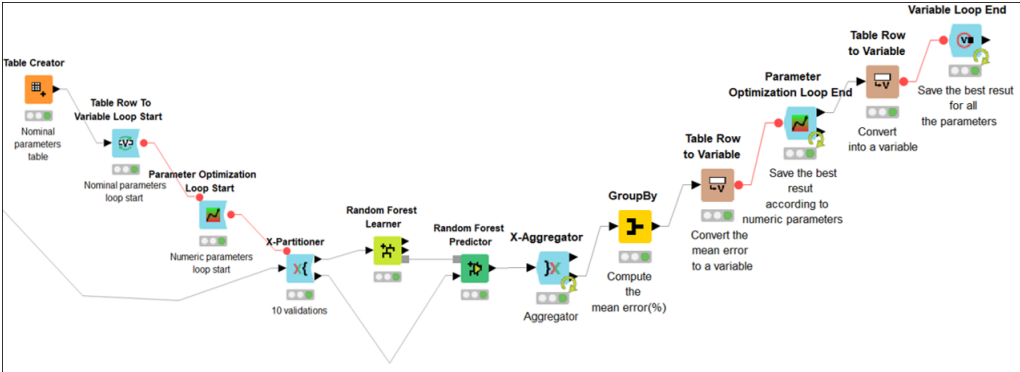 Table Creator
Nominal
parameters
table
Table Row To
Variable Loop Start
Nominal parameters
loop start
Parameter Optimization
Loop Start
Numeric parameters
loop start
X-Partitioner
10 validations
Random Forest
Learner
Random Forest
Predictor
X-Aggregator
Aggregator
GroupBy
Compute
the
mean error(%)
Table Row
to Variable
Convert the
mean error
to a variable
Parameter
Optimization Loop End
Save the best
resut
according to
numeric parameters
Table Row
to Variable
Convert
into a variable
Variable Loop End
Save the best resut
for all
the parameters